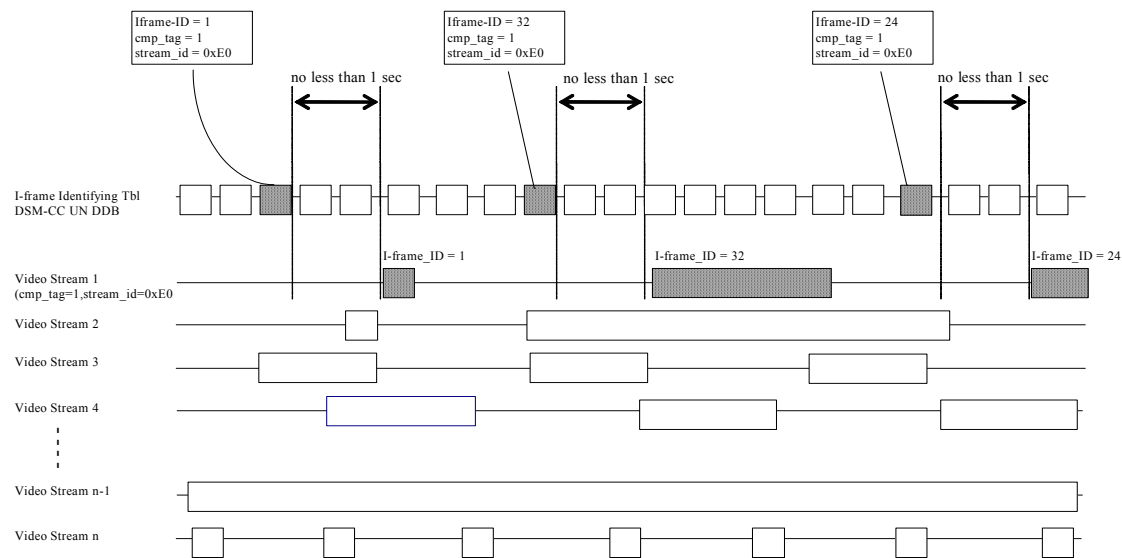 Iframe-ID = 1
cmp_tag = 1
stream_id = 0xE0
Iframe-ID = 32
cmp_tag = 1
stream_id = 0xE0
Iframe-ID = 24
cmp_tag = 1
stream_id = 0xE0
no less than 1 sec
no less than 1 sec
no less than 1 sec
I-frame Identifying Tbl
DSM-CC UN DDB
I-frame_ID = 1
I-frame_ID = 32
I-frame_ID = 24
Video Stream 1
(cmp_tag=1,stream_id=0xE0
Video Stream 2
Video Stream 3
Video Stream 4
Video Stream n-1
Video Stream n